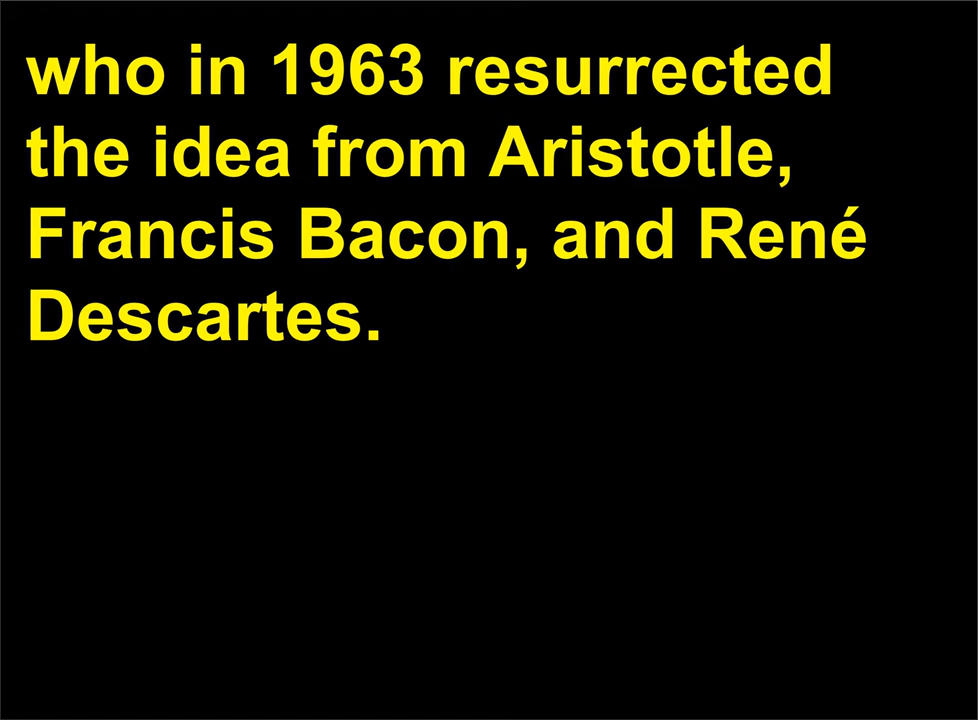 who in 1963 resurrected
the idea from Aristotle,
Francis Bacon, and René
Descartes.